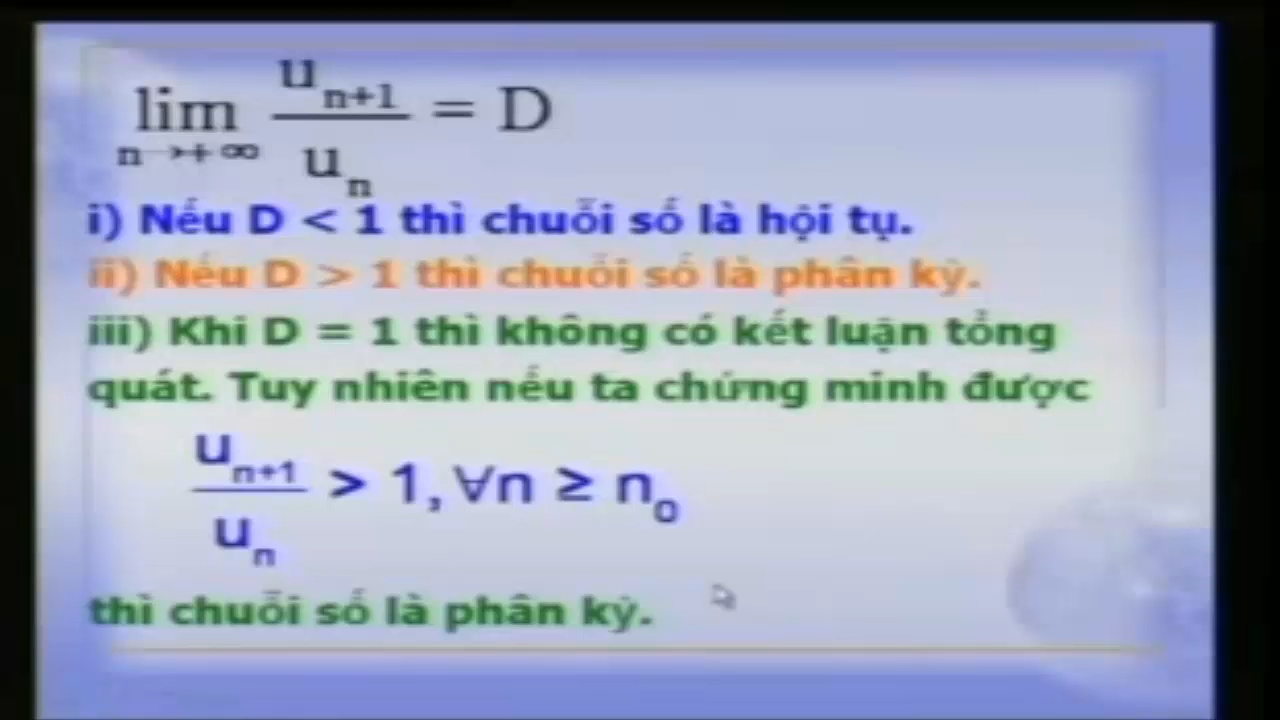 lim u_{n+1}/u_n = D
n→+∞
i) Nếu D < 1 thì chuỗi số là hội tụ.
ii) Nếu D > 1 thì chuỗi số là phân kỳ.
iii) Khi D = 1 thì không có kết luận tổng
quát. Tuy nhiên nếu ta chứng minh được
u_{n+1}/u_n > 1, ∀n ≥ n_0
thì chuỗi số là phân kỳ.